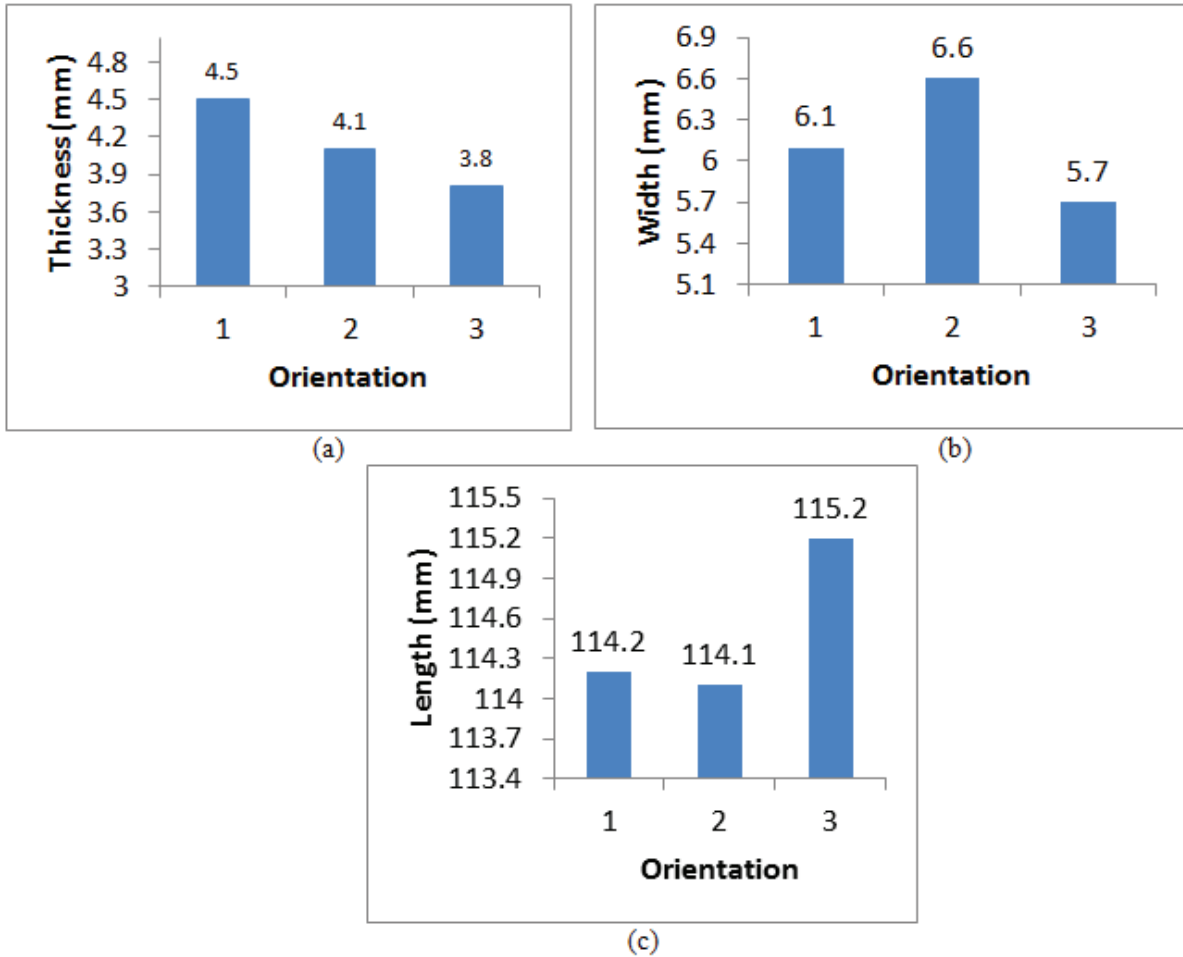 4.8
4.5
4.2
3.9
3.6
3.3
3
Thickness (mm)
4.5
4.1
3.8
1 2 3
Orientation
(a)
6.9
6.6
6.3
6
5.7
5.4
5.1
Width (mm)
6.1
6.6
5.7
1 2 3
Orientation
(b)
115.5
115.2
114.9
114.6
114.3
114
113.7
113.4
Length (mm)
114.2
114.1
115.2
1 2 3
Orientation
(c)